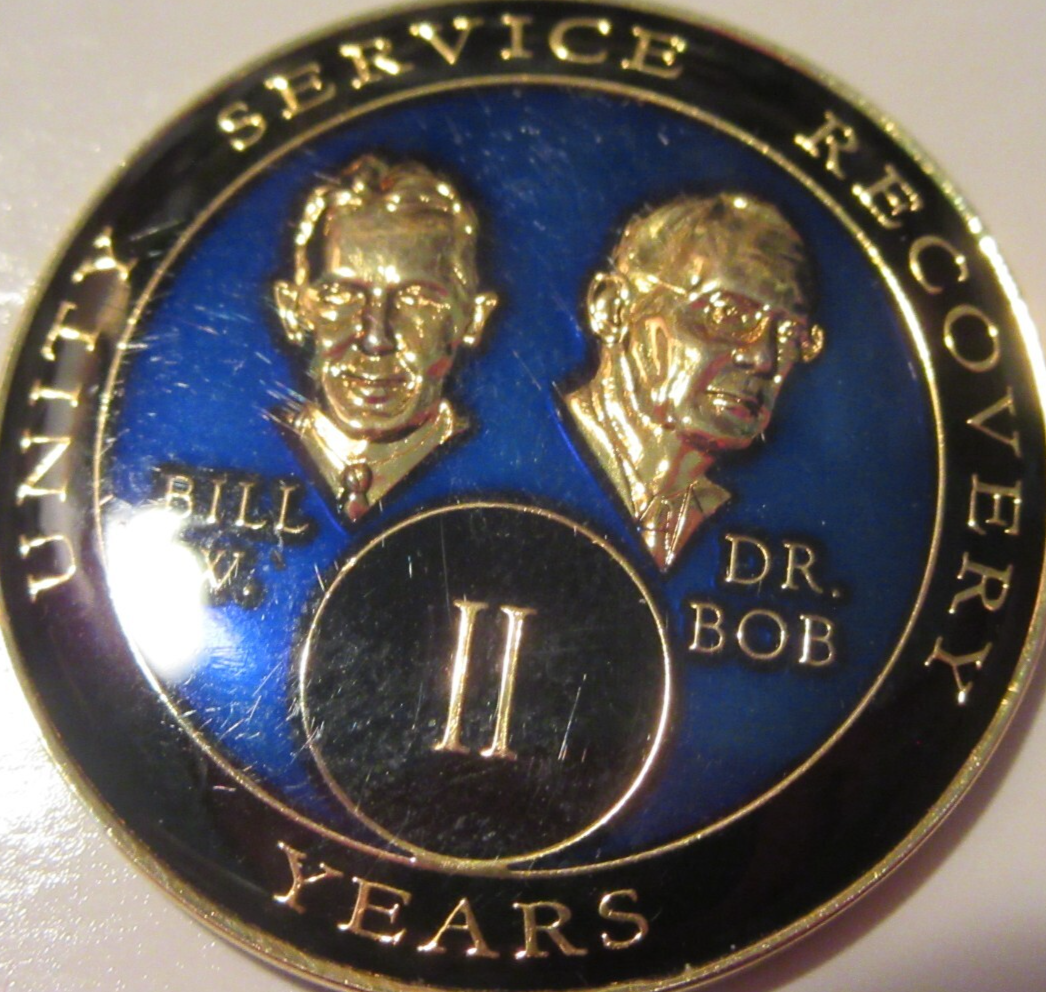 UNITY SERVICE RECOVERY
BILL
W.
DR.
BOB
II
YEARS